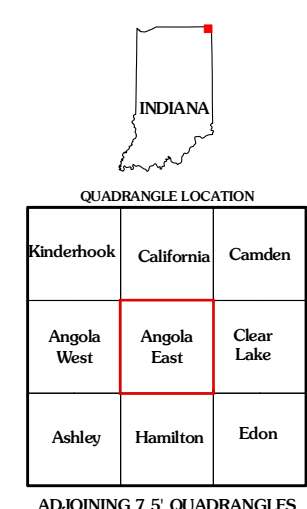 INDIANA
QUADRANGLE LOCATION
Kinderhook California Camden
Angola West Angola East Clear Lake
Ashley Hamilton Edon
ADJOINING 7.5' QUADRANGLES